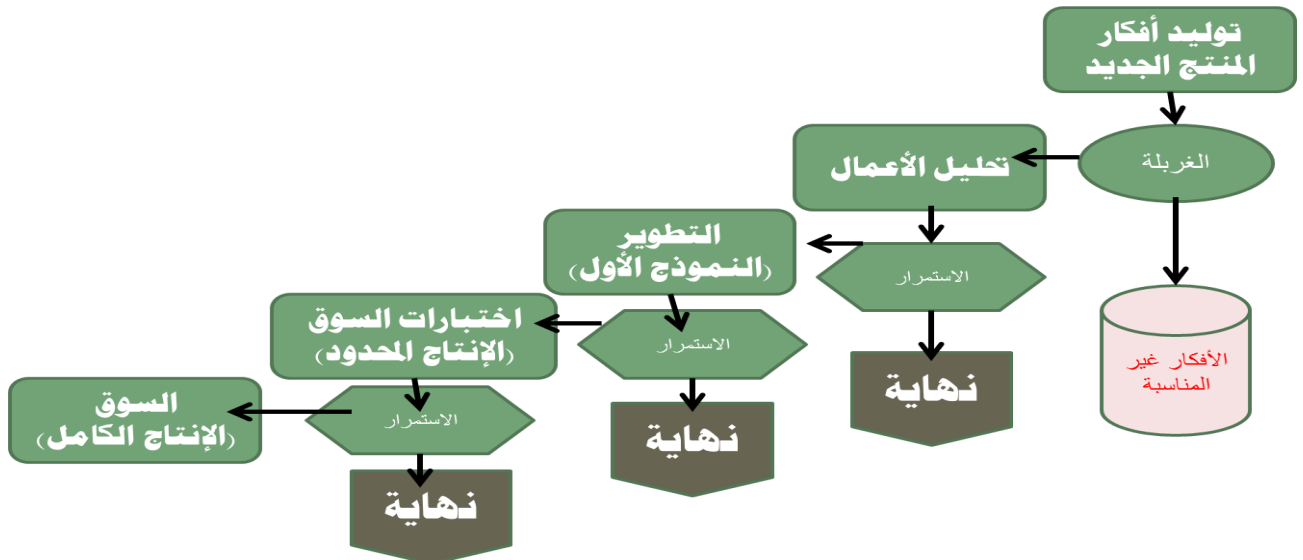 توليد أفكار
المنتج الجديد
الغربلة
الأفكار غير
المناسبة
تحليل الأعمال
الاستمرار
نهاية
التطوير
(النموذج الأول)
الاستمرار
نهاية
اختبارات السوق
(الإنتاج المحدود)
الاستمرار
نهاية
السوق
(الإنتاج الكامل)